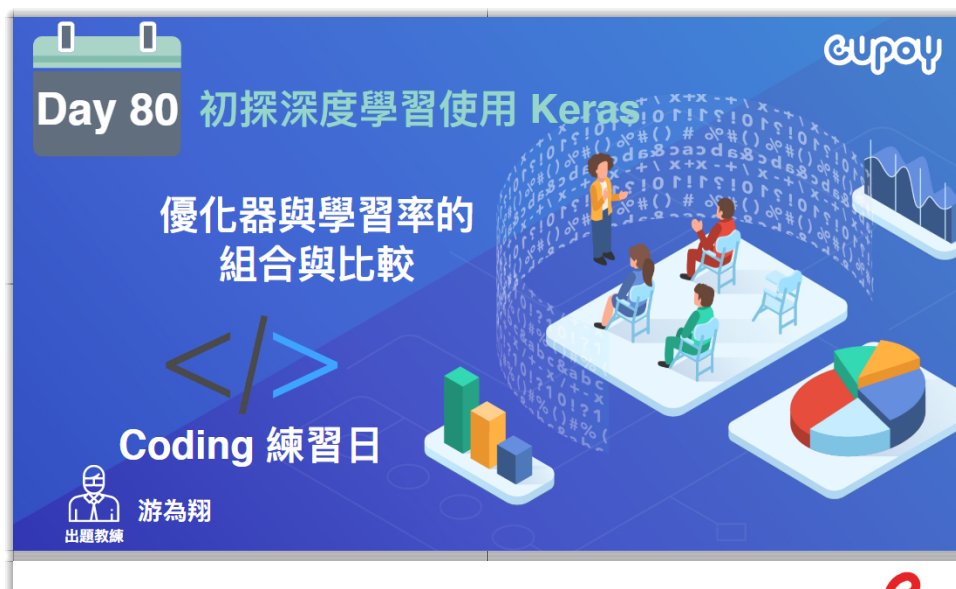 cupoy
Day 80
初探深度學習使用 Keras
優化器與學習率的
組合與比較
</>
Coding 練習日
游為翔
出題教練